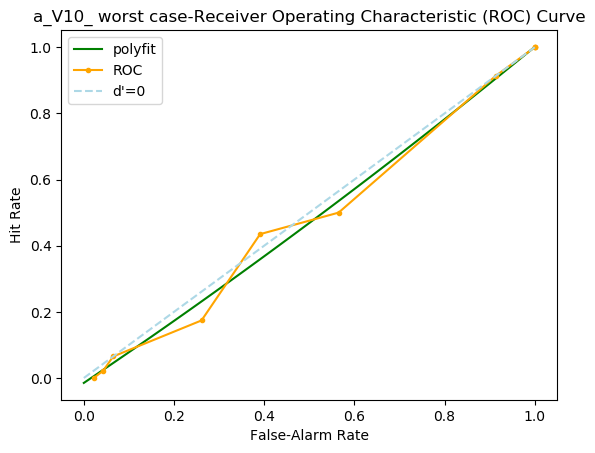 a_V10_ worst case-Receiver Operating Characteristic (ROC) Curve
polyfit
ROC
d'=0
1.0
0.8
0.6
0.4
0.2
0.0
Hit Rate
0.0 0.2 0.4 0.6 0.8 1.0
False-Alarm Rate